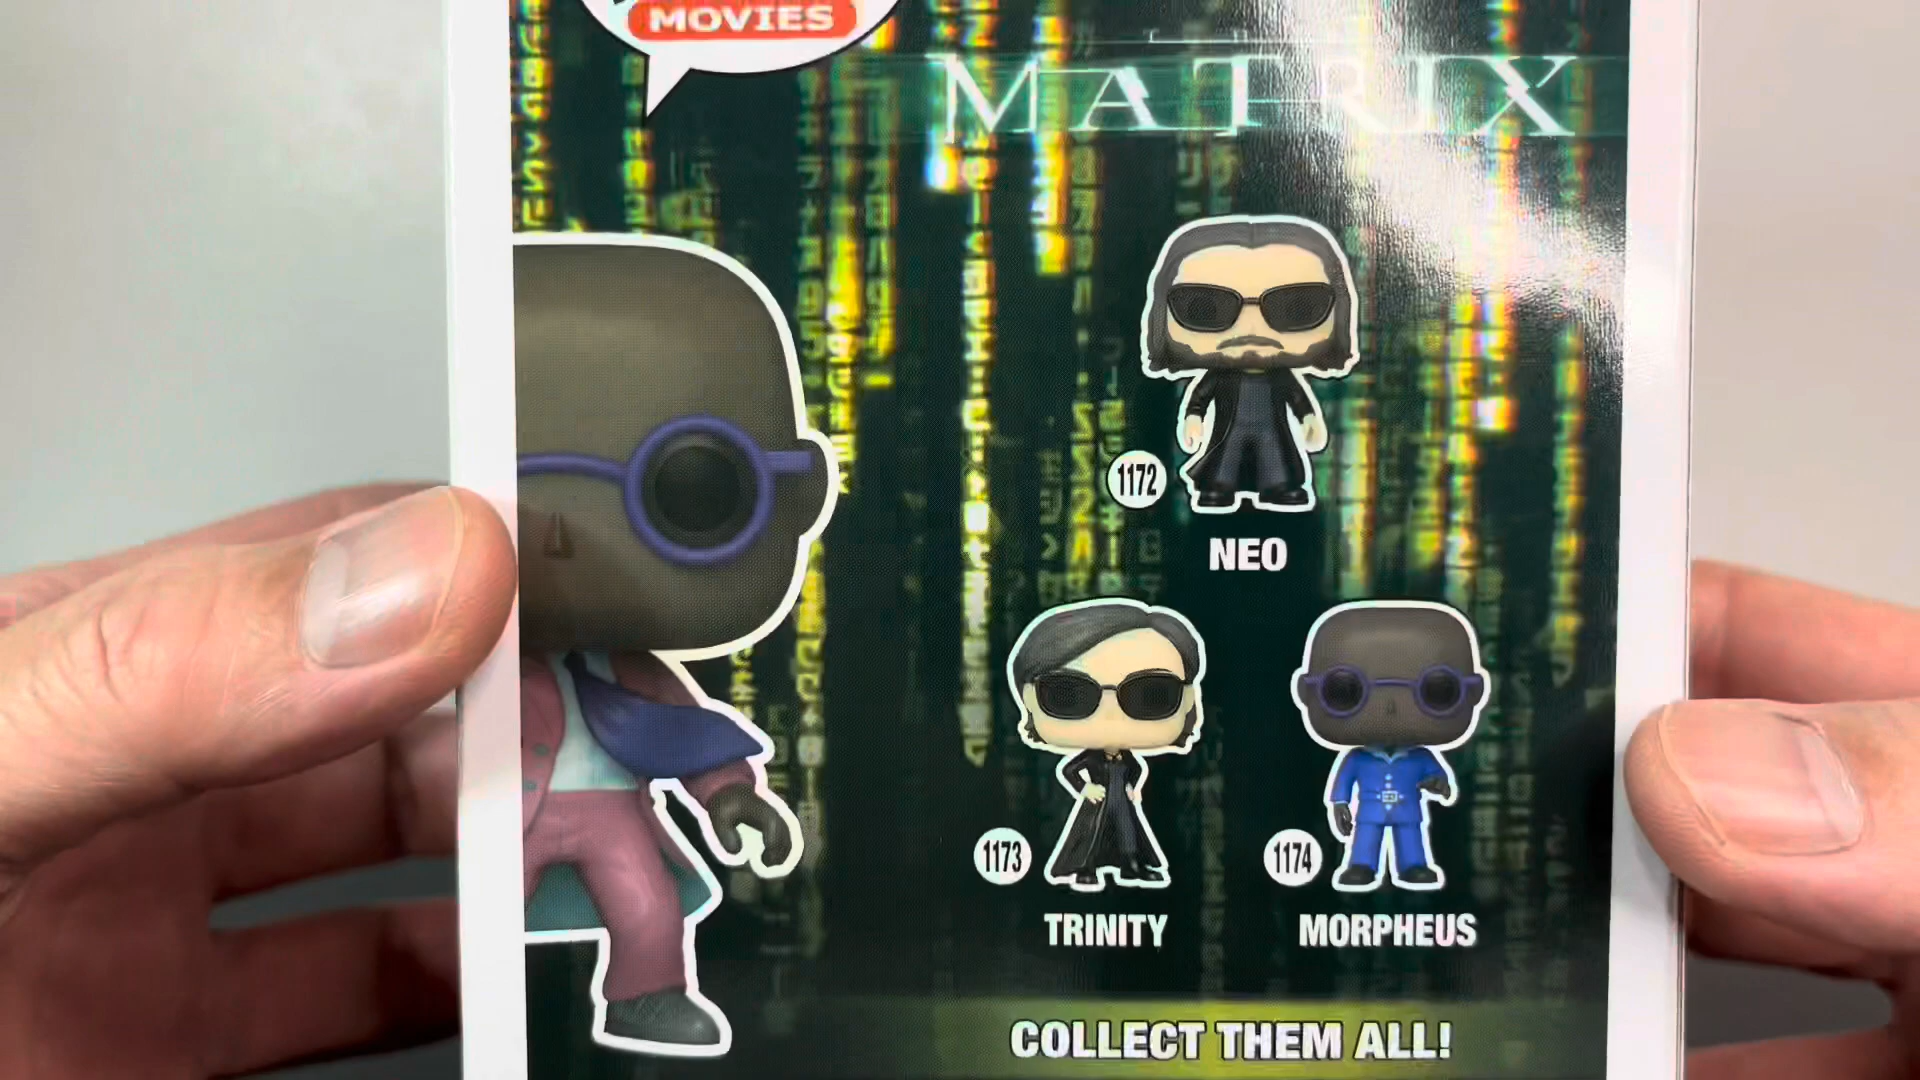 MOVIES
MATRIX
1172
NEO
1173
1174
TRINITY
MORPHEUS
COLLECT THEM ALL!